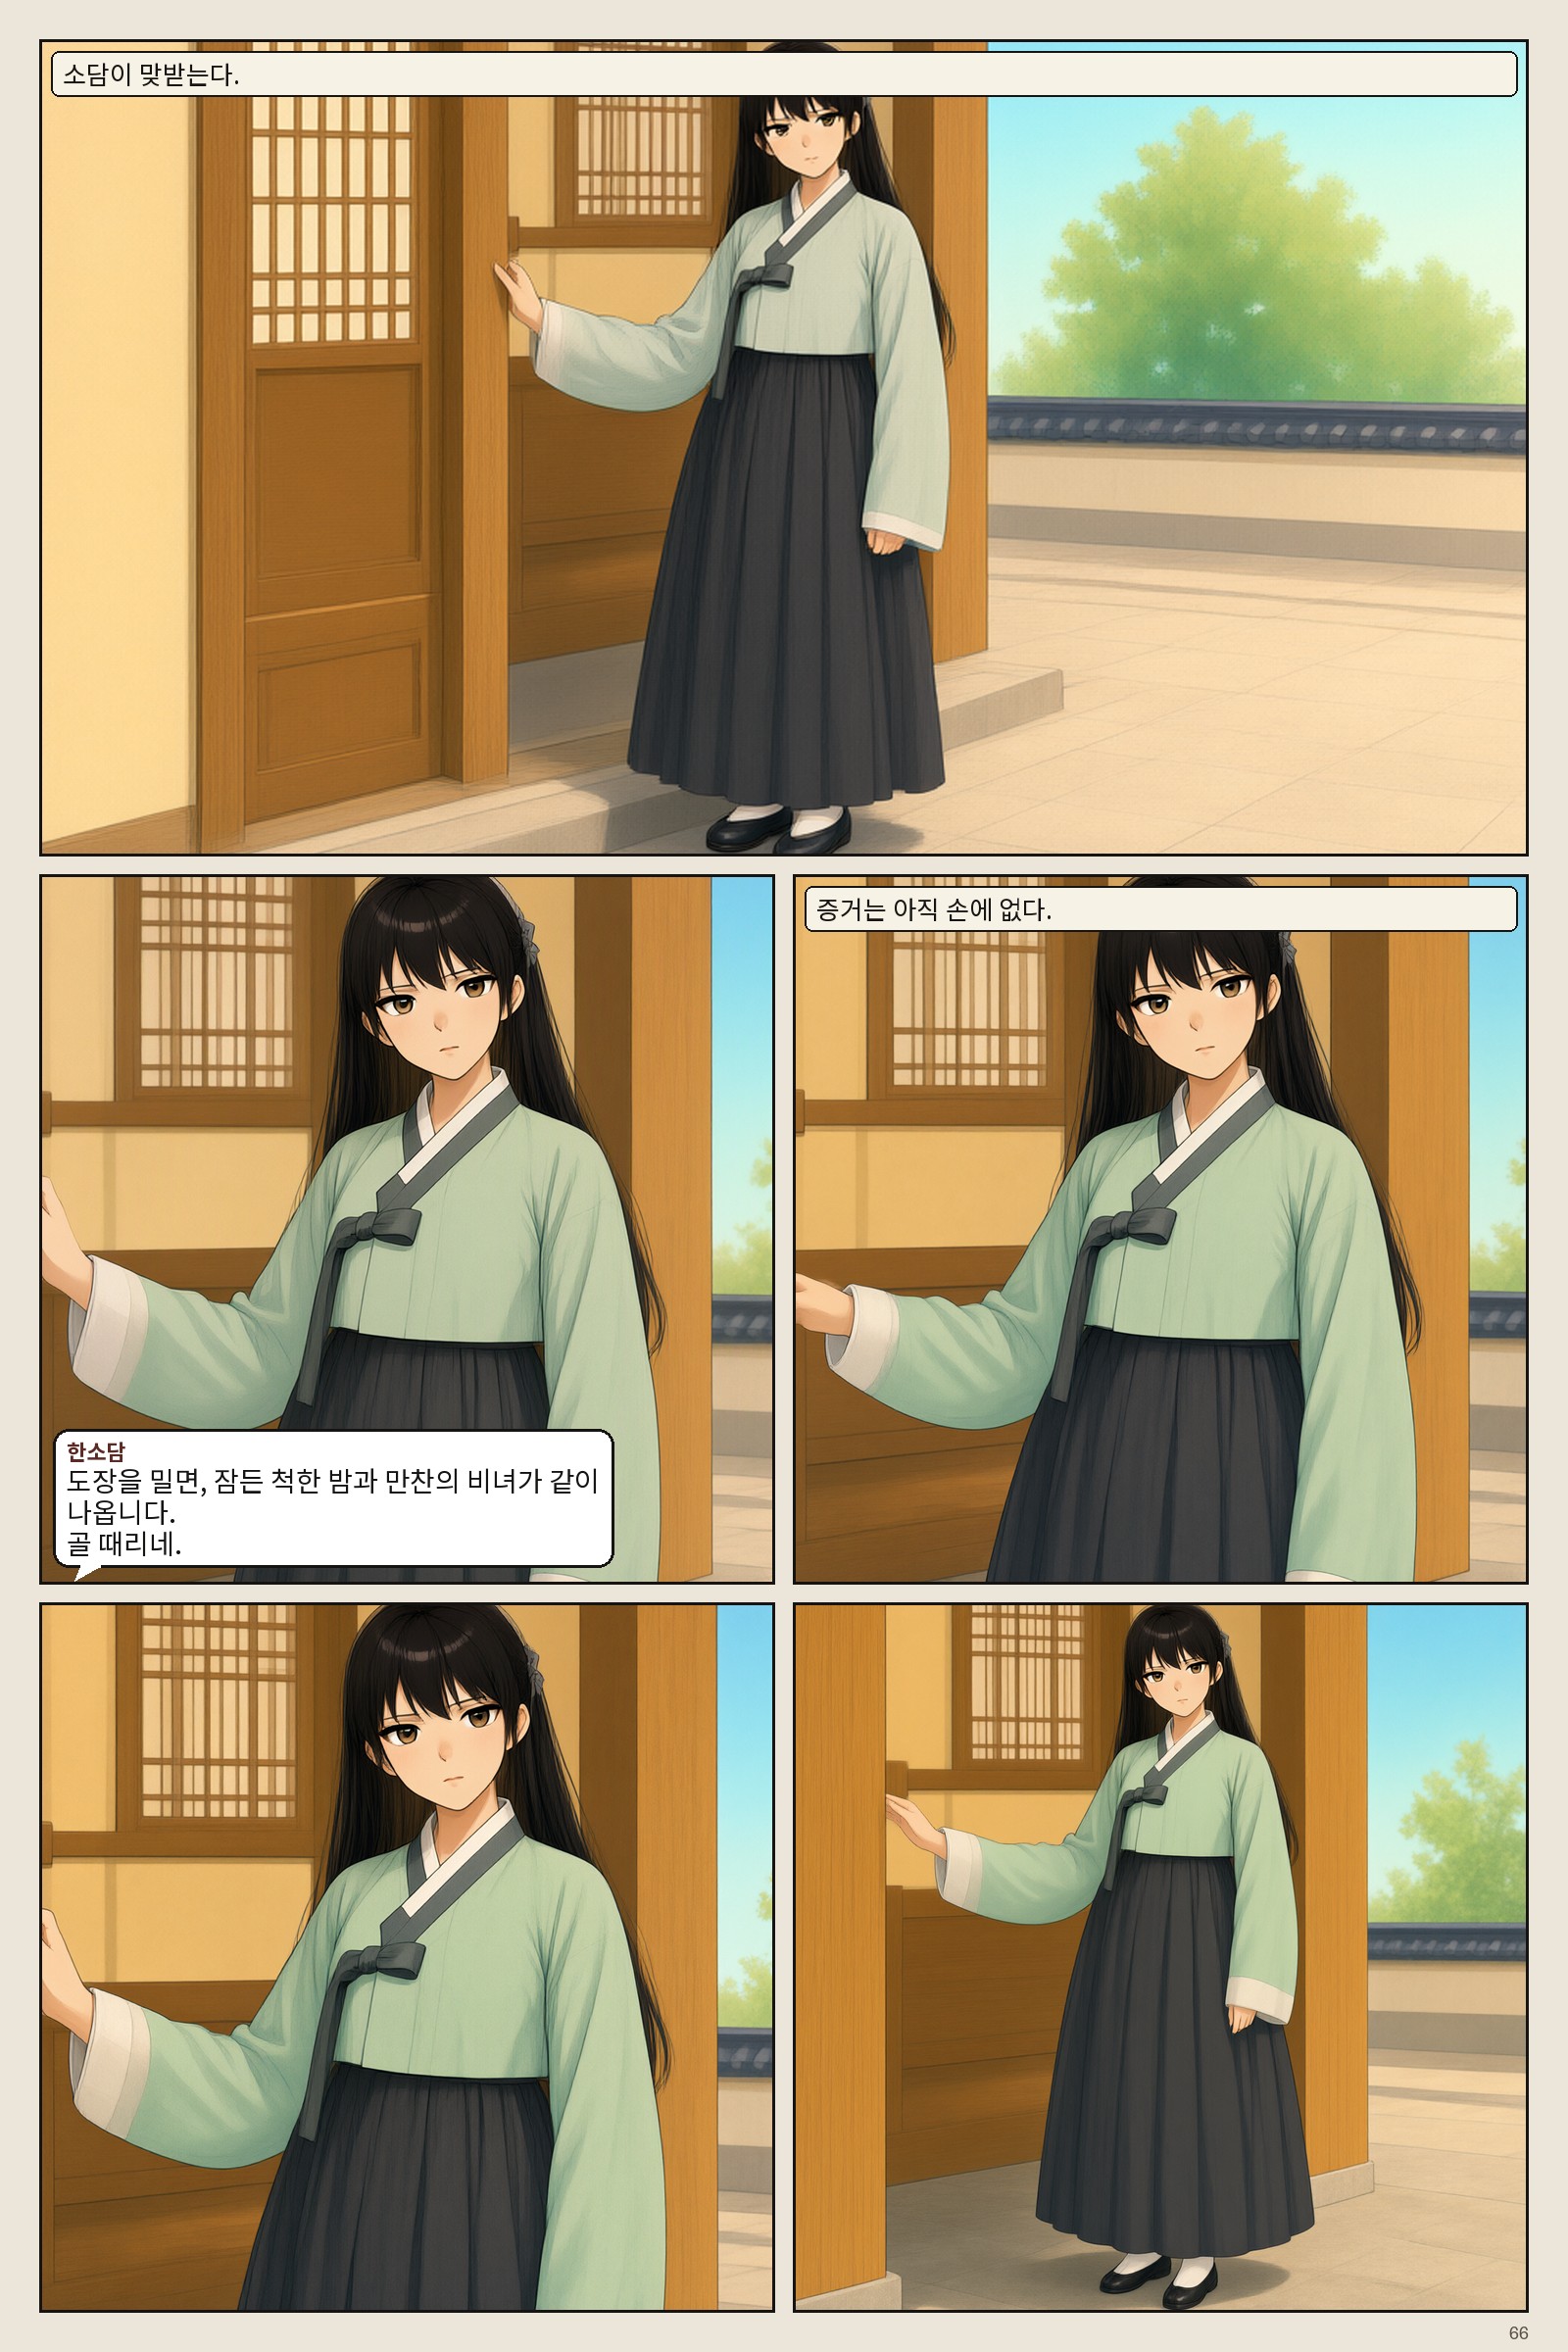 소담이 맞받는다.
한소담
도장을 밀면, 잠든 척한 밤과 만찬의 비녀가 같이
나옵니다.
골 때리네.
증거는 아직 손에 없다.
66